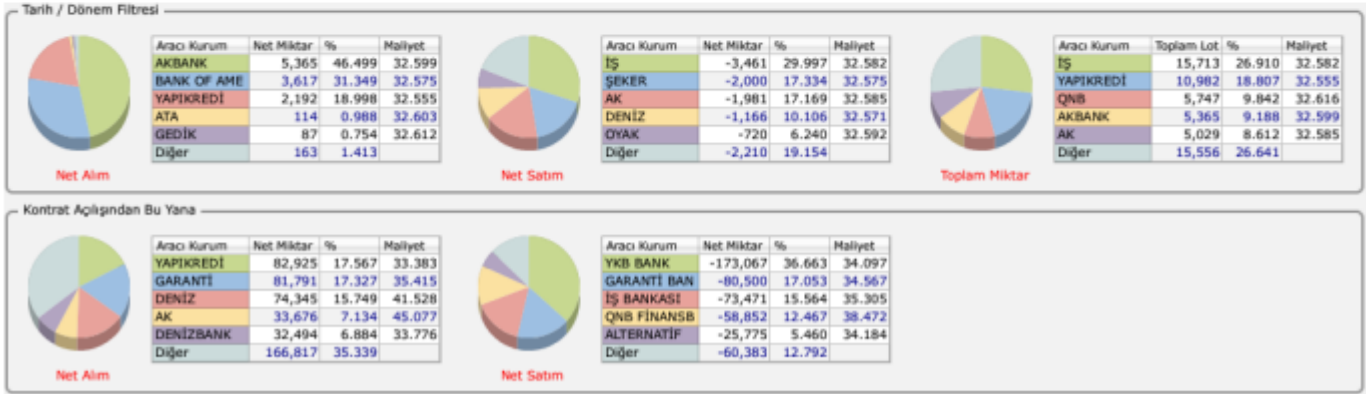 Tarih / Dönem Filtresi
Aracı Kurum Net Miktar % Maliyet
AKBANK 5,365 46.499 32.599
BANK OF AME 3,617 31.349 32.575
YAPIKREDİ 2,192 18.998 32.555
ATA 114 0.988 32.603
GEDİK 87 0.754 32.612
Diğer 163 1.413
Net Alım
Aracı Kurum Net Miktar % Maliyet
İŞ -3,461 29.997 32.582
ŞEKER -2,000 17.334 32.575
AK -1,981 17.169 32.585
DENİZ -1,166 10.106 32.571
OYAK -720 6.240 32.592
Diğer -2,210 19.154
Net Satım
Aracı Kurum Toplam Lot % Maliyet
İŞ 15,713 26.910 32.582
YAPIKREDİ 10,982 18.807 32.555
QNB 5,747 9.842 32.616
AKBANK 5,365 9.188 32.599
AK 5,029 8.612 32.585
Diğer 15,556 26.641
Toplam Miktar
Kontrat Açılışından Bu Yana
Aracı Kurum Net Miktar % Maliyet
YAPIKREDİ 82,925 17.567 33.383
GARANTİ 81,791 17.327 35.415
DENİZ 74,345 15.749 41.528
AK 33,676 7.134 45.077
DENİZBANK 32,494 6.884 33.776
Diğer 166,817 35.339
Net Alım
Aracı Kurum Net Miktar % Maliyet
YKB BANK -173,067 36.663 34.097
GARANTİ BAN -80,500 17.053 34.567
İŞ BANKASI -73,471 15.564 35.305
QNB FİNANSB -58,852 12.467 38.472
ALTERNATİF -25,775 5.460 34.184
Diğer -60,383 12.792
Net Satım